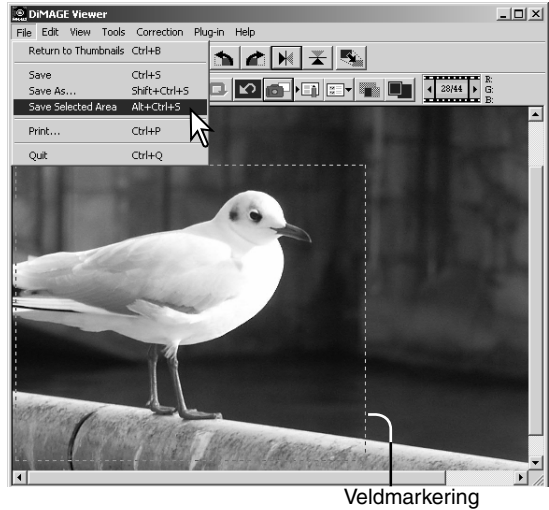 DiMAGE Viewer
File Edit View Tools Correction Plug-in Help
Return to Thumbnails Ctrl+B
Save Ctrl+S
Save As... Shift+Ctrl+S
Save Selected Area Alt+Ctrl+S
Print... Ctrl+P
Quit Ctrl+Q
28/44
R:
G:
B:
Veldmarkering